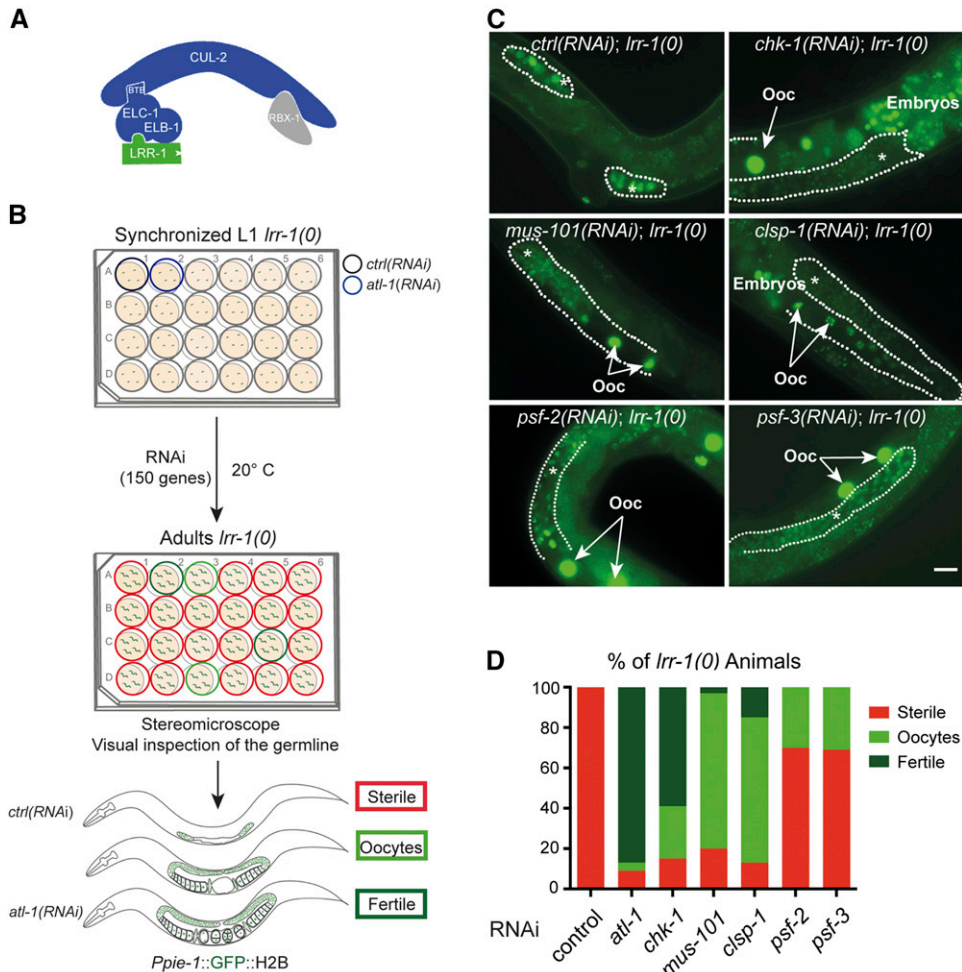 A
CUL-2
BTB
ELC-1
ELB-1
RBX-1
LRR-1
B
Synchronized L1 lrr-1(0)
1 2 3 4 5 6
A
B
C
D
ctrl(RNAi)
atl-1(RNAi)
RNAi
(150 genes)
20° C
Adults lrr-1(0)
1 2 3 4 5 6
A
B
C
D
Stereomicroscope
Visual inspection of the germline
ctrl(RNAi)
Sterile
Oocytes
atl-1(RNAi)
Fertile
Ppie-1::GFP::H2B
C
ctrl(RNAi); lrr-1(0)
*
*
chk-1(RNAi); lrr-1(0)
Ooc
Embryos
*
mus-101(RNAi); lrr-1(0)
*
Ooc
clsp-1(RNAi); lrr-1(0)
Embryos
*
Ooc
psf-2(RNAi); lrr-1(0)
*
Ooc
psf-3(RNAi); lrr-1(0)
Ooc
*
D
% of lrr-1(0) Animals
100
80
60
40
20
0
Sterile
Oocytes
Fertile
RNAi
control
atl-1
chk-1
mus-101
clsp-1
psf-2
psf-3